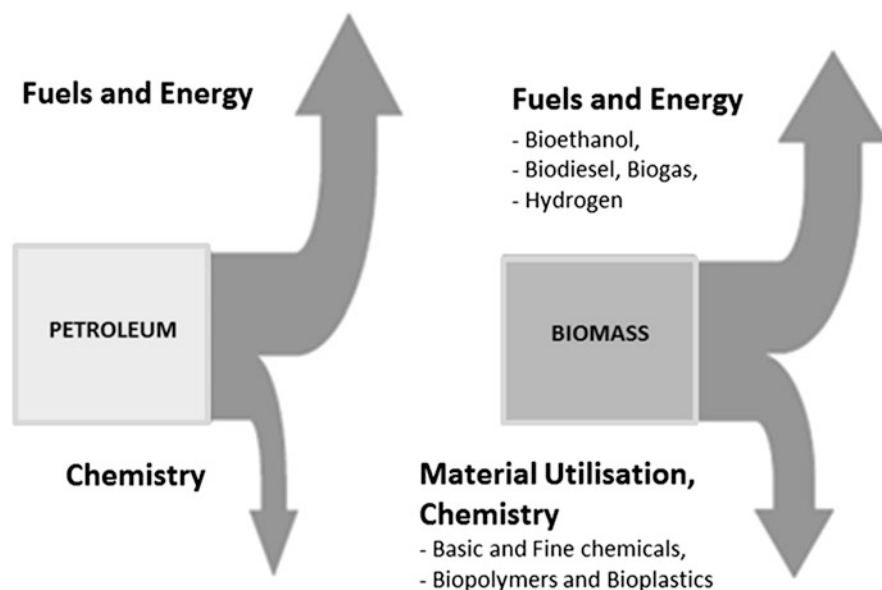 Fuels and Energy
PETROLEUM
Chemistry
Fuels and Energy
- Bioethanol,
- Biodiesel, Biogas,
- Hydrogen
BIOMASS
Material Utilisation,
Chemistry
- Basic and Fine chemicals,
- Biopolymers and Bioplastics